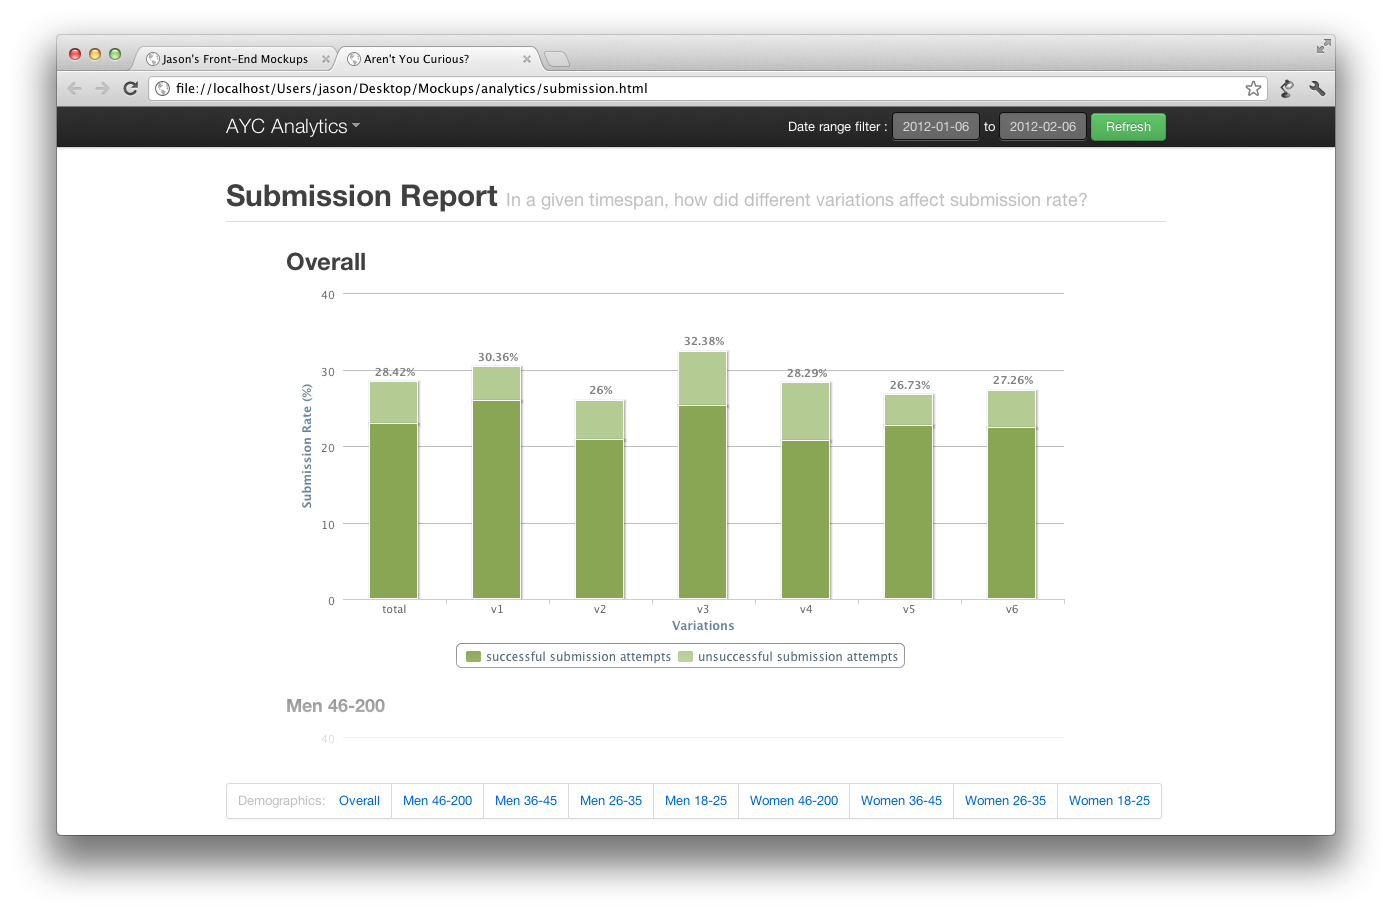 Jason's Front-End Mockups
Aren't You Curious?
file://localhost/Users/jason/Desktop/Mockups/analytics/submission.html
AYC Analytics
Date range filter : 2012-01-06 to 2012-02-06 Refresh
Submission Report In a given timespan, how did different variations affect submission rate?
Overall
40
30
20
10
0
Submission Rate (%)
28.42%
30.36%
26%
32.38%
28.29%
26.73%
27.26%
total v1 v2 v3 v4 v5 v6
Variations
successful submission attempts unsuccessful submission attempts
Men 46-200
40
Demographics: Overall Men 46-200 Men 36-45 Men 26-35 Men 18-25 Women 46-200 Women 36-45 Women 26-35 Women 18-25